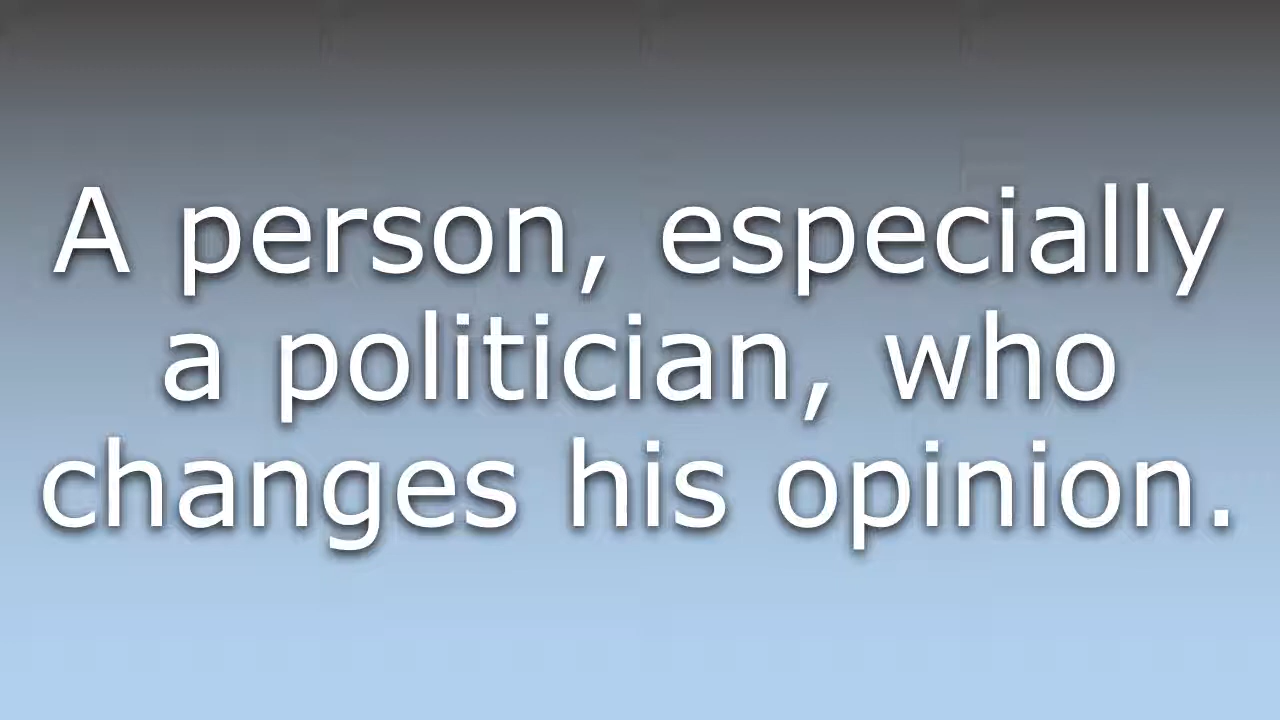 A person, especially
a politician, who
changes his opinion.